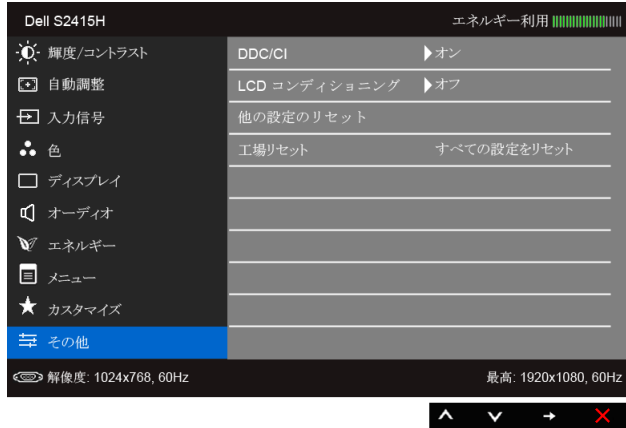 Dell S2415H エネルギー利用
輝度/コントラスト DDC/CI オン
自動調整 LCD コンディショニング オフ
入力信号 他の設定のリセット
色 工場リセット すべての設定をリセット
ディスプレイ
オーディオ
エネルギー
メニュー
カスタマイズ
その他
解像度: 1024x768, 60Hz 最高: 1920x1080, 60Hz